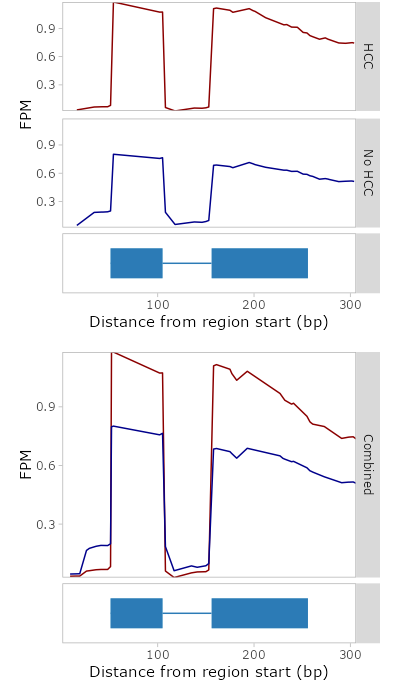 FPM
0.9
0.6
0.3
HCC
0.9
0.6
0.3
No HCC
100
200
300
Distance from region start (bp)
FPM
0.9
0.6
0.3
Combined
100
200
300
Distance from region start (bp)